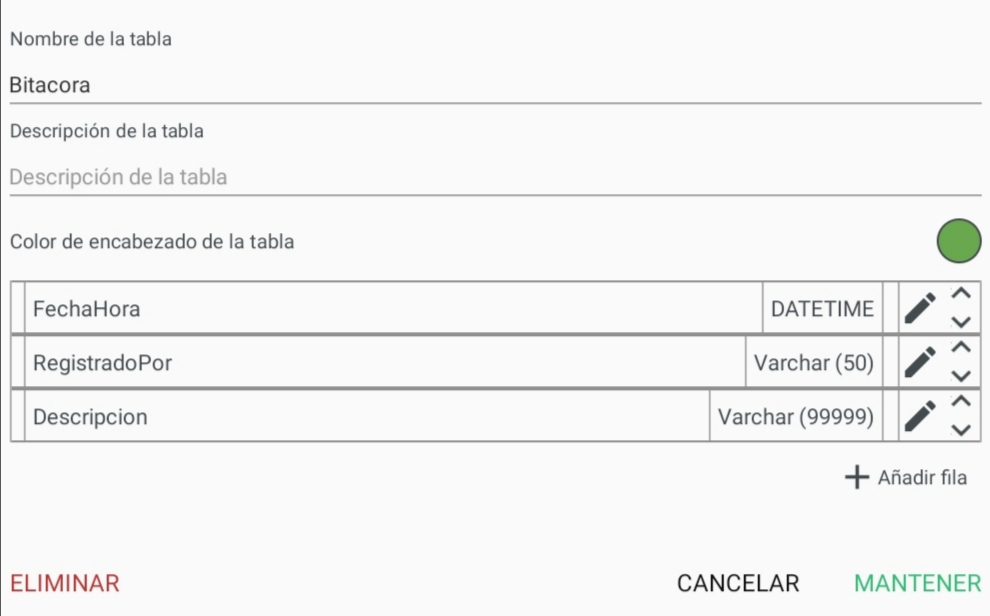 Nombre de la tabla
Bitacora
Descripción de la tabla
Descripción de la tabla
Color de encabezado de la tabla
FechaHora DATETIME
RegistradoPor Varchar (50)
Descripcion Varchar (99999)
Añadir fila
ELIMINAR CANCELAR MANTENER